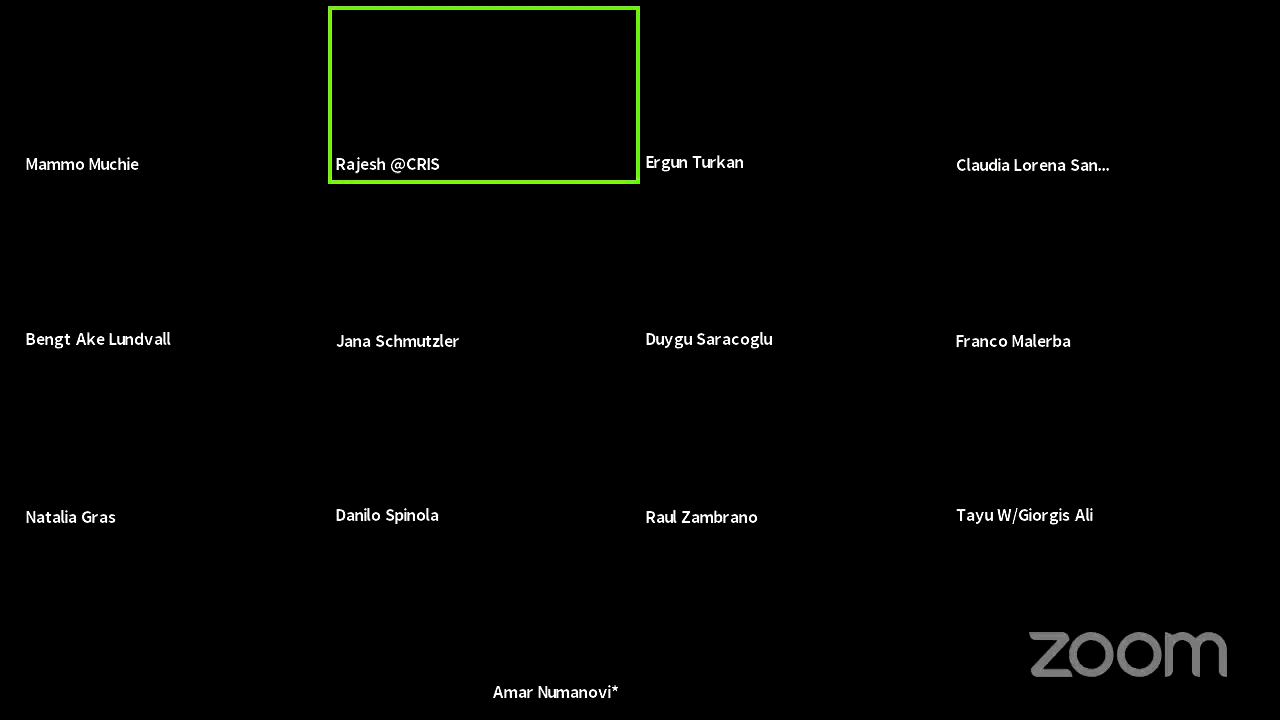 Mammo Muchie
Rajesh @CRIS
Ergun Turkan
Claudia Lorena San...
Bengt Ake Lundvall
Jana Schmutzler
Duygu Saracoglu
Franco Malerba
Natalia Gras
Danilo Spinola
Raul Zambrano
Tayu W/Giorgis Ali
Amar Numanovi*
zoom